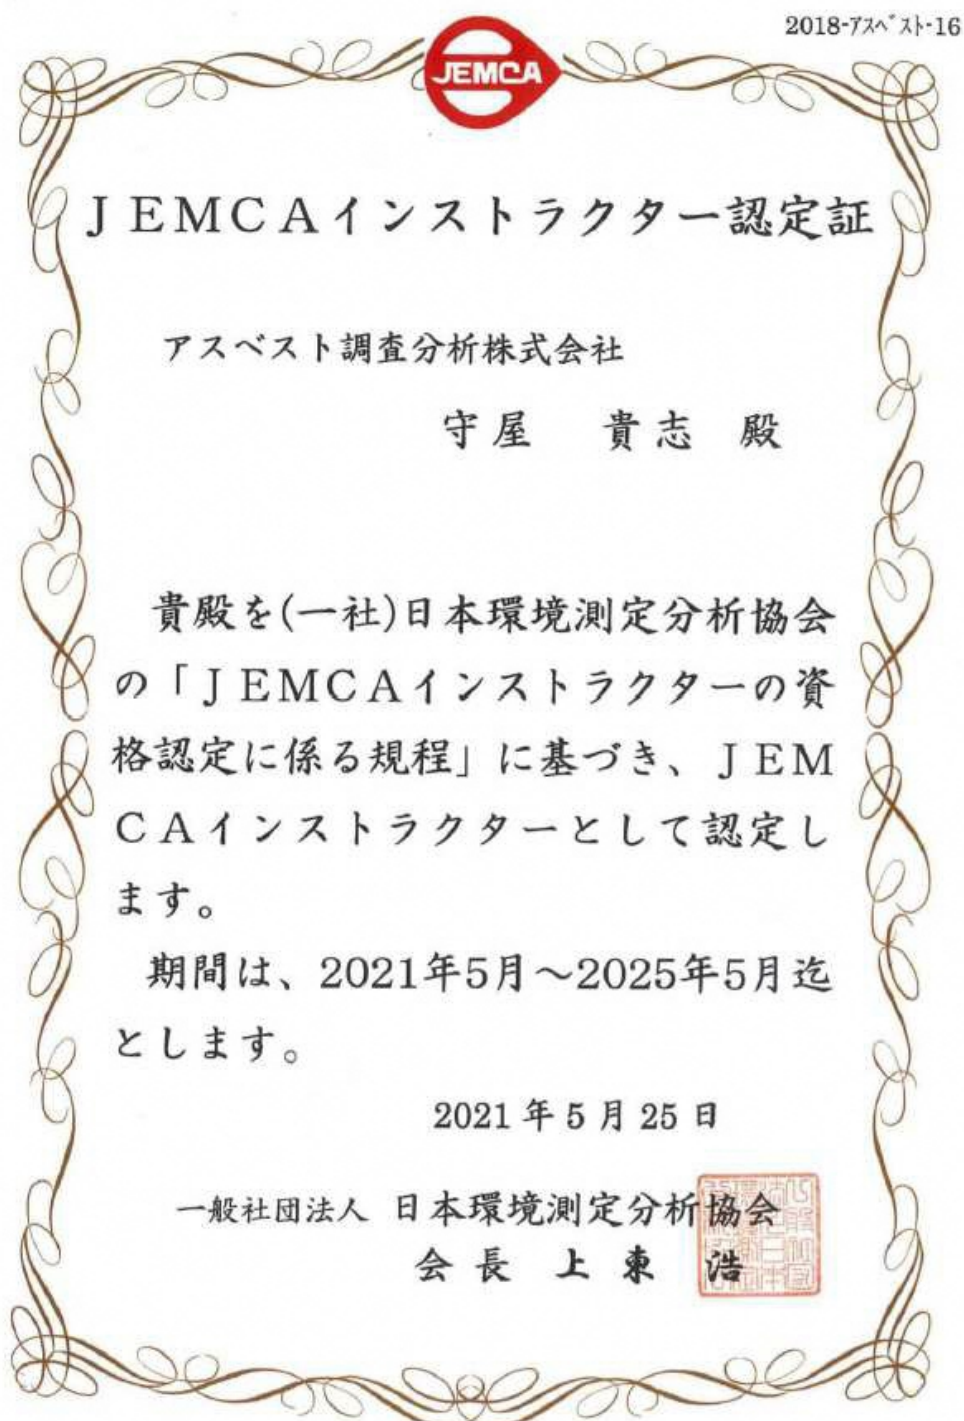 2018-ｱｽﾍﾞｽﾄ-16
JEMCA
ＪＥＭＣＡインストラクター認定証
アスベスト調査分析株式会社
守屋　貴志　殿
貴殿を(一社)日本環境測定分析協会
の「ＪＥＭＣＡインストラクターの資
格認定に係る規程」に基づき、ＪＥＭ
ＣＡインストラクターとして認定し
ます。
期間は、2021年5月～2025年5月迄
とします。
2021年5月25日
一般社団法人 日本環境測定分析協会
会長 上東 浩